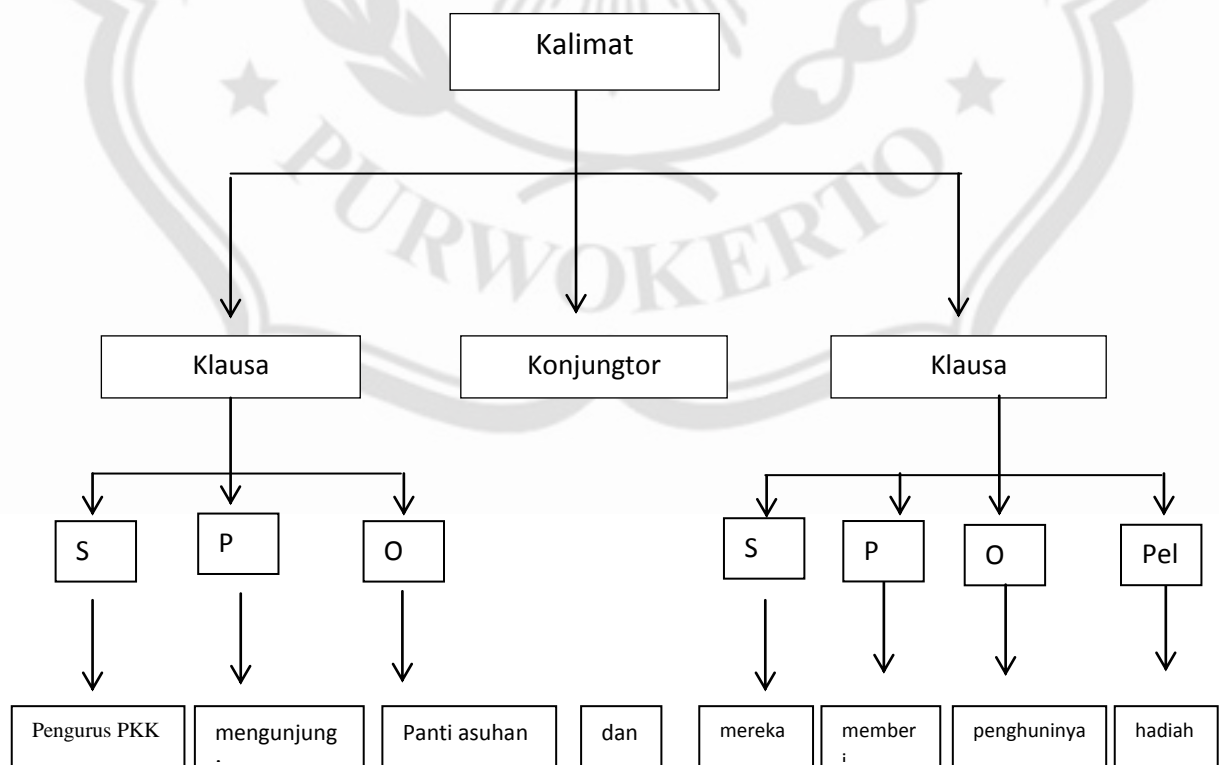 Kalimat
PURWOKERTO
Klausa
Konjungtor
Klausa
S
P
O
S
P
O
Pel
Pengurus PKK
mengunjung
Panti asuhan
dan
mereka
member
i
penghuninya
hadiah